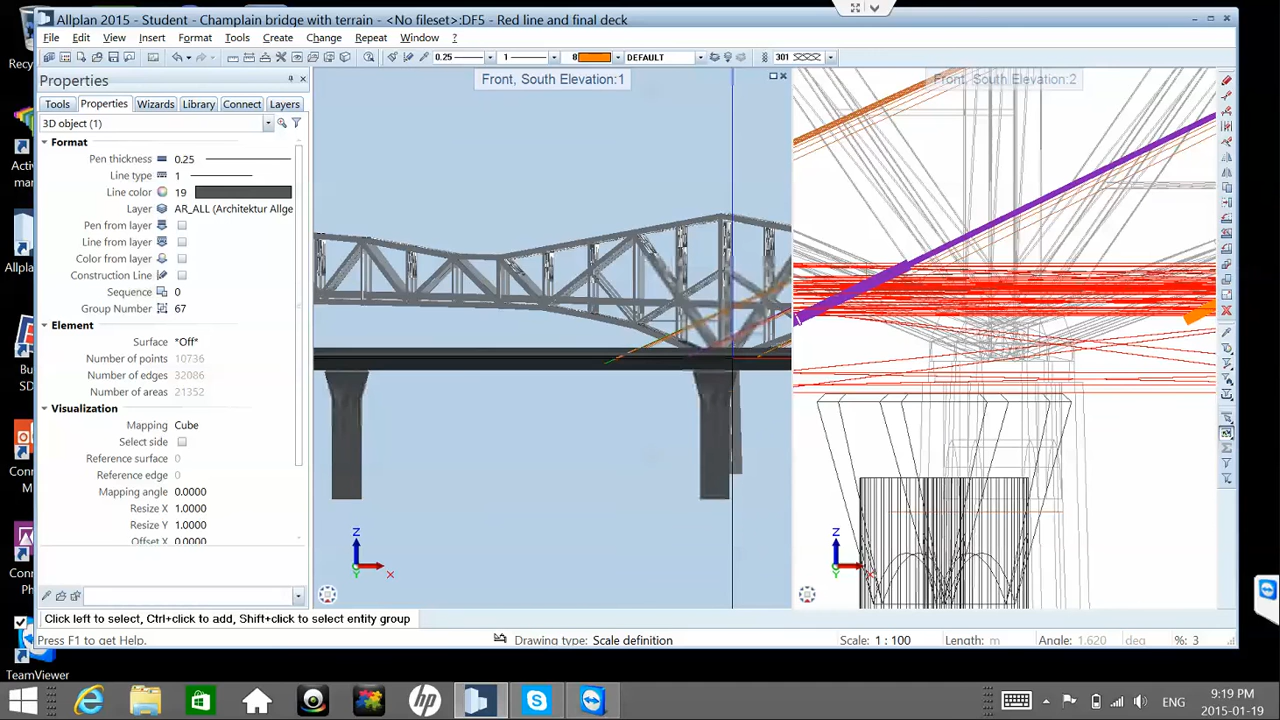 Allplan 2015 - Student - Champlain bridge with terrain - <No fileset>:DF5 - Red line and final deck
File Edit View Insert Format Tools Create Change Repeat Window ?
0.25 1 8 DEFAULT 301
Properties
Tools Properties Wizards Library Connect Layers
3D object (1)
Format
Pen thickness 0.25
Line type 1
Line color 19
Layer AR_ALL (Architektur Allge
Pen from layer
Line from layer
Color from layer
Construction Line
Sequence 0
Group Number 67
Element
Surface *Off*
Number of points 10736
Number of edges 32086
Number of areas 21352
Visualization
Mapping Cube
Select side
Reference surface 0
Reference edge 0
Mapping angle 0.0000
Resize X 1.0000
Resize Y 1.0000
Offset X 0.0000
Front, South Elevation:1
Z
Y X
Front, South Elevation:2
Z
Y X
Click left to select, Ctrl+click to add, Shift+click to select entity group
Press F1 to get Help.
Drawing type: Scale definition
Scale: 1 : 100 Length: m Angle: 1.620 deg %: 3
TeamViewer
hp
ENG
9:19 PM
2015-01-19